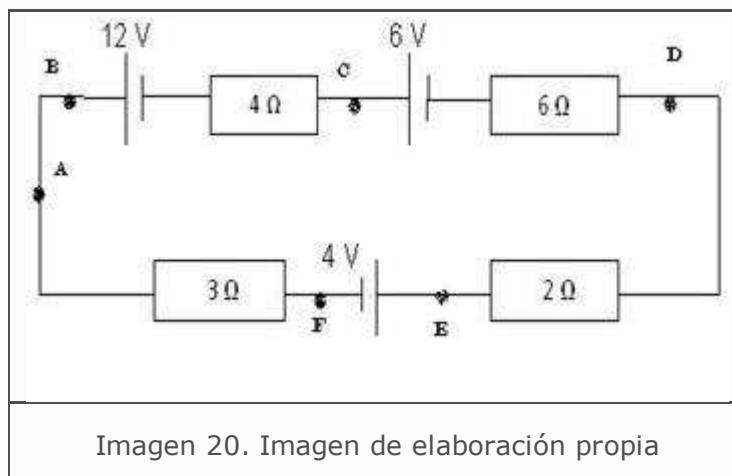 12 V 6 V
B C D
4 Ω 6 Ω
A
4 V
3 Ω 2 Ω
F E
Imagen 20. Imagen de elaboración propia